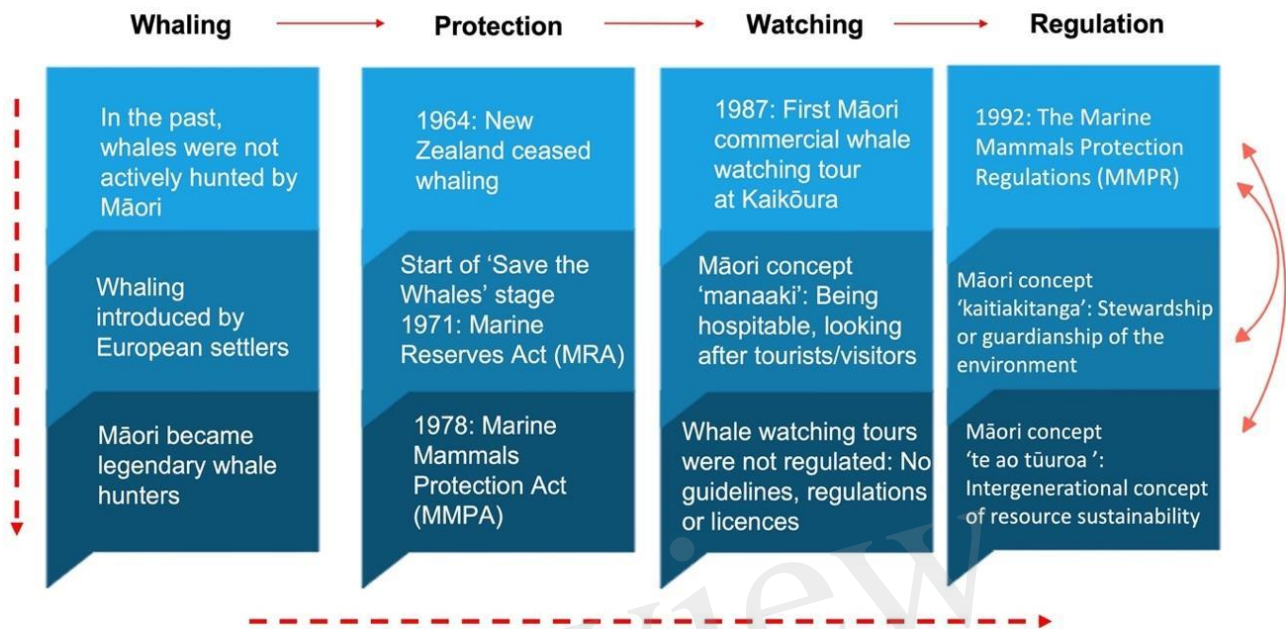 Whaling
Protection
Watching
Regulation
In the past,
whales were not
actively hunted by
Māori
Whaling
introduced by
European settlers
Māori became
legendary whale
hunters
1964: New
Zealand ceased
whaling
Start of ‘Save the
Whales’ stage
1971: Marine
Reserves Act (MRA)
1978: Marine
Mammals
Protection Act
(MMPA)
1987: First Māori
commercial whale
watching tour
at Kaikōura
Māori concept
‘manaaki’: Being
hospitable, looking
after tourists/visitors
Whale watching tours
were not regulated: No
guidelines, regulations
or licences
1992: The Marine
Mammals Protection
Regulations (MMPR)
Māori concept
‘kaitiakitanga’: Stewardship
or guardianship of the
environment
Māori concept
‘te ao tūuroa ’:
Intergenerational concept
of resource sustainability